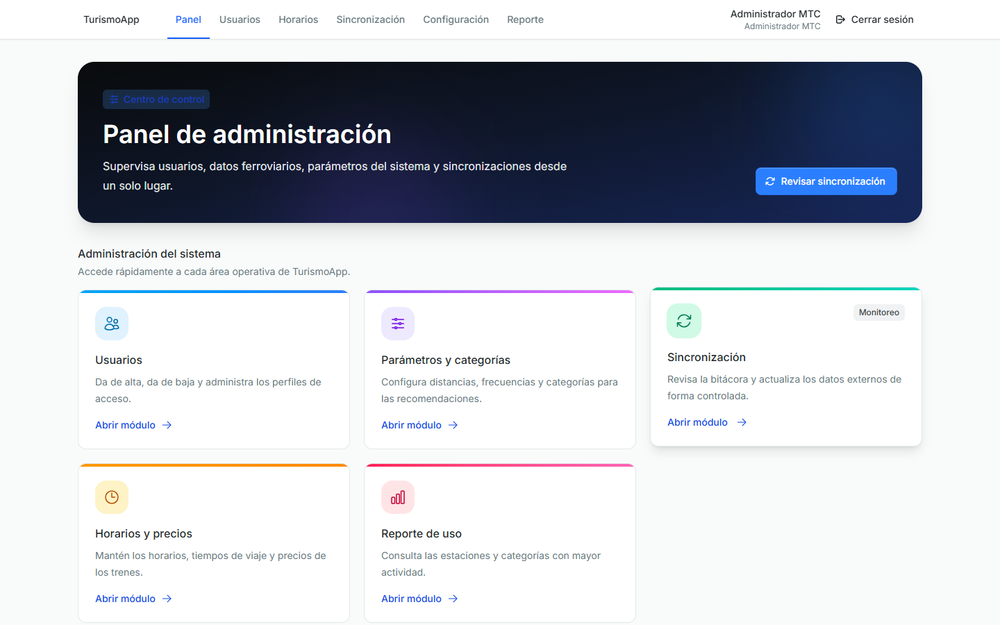 TurismoApp
Panel
Usuarios
Horarios
Sincronización
Configuración
Reporte
Administrador MTC
Administrador MTC
Cerrar sesión
Centro de control
Panel de administración
Supervisa usuarios, datos ferroviarios, parámetros del sistema y sincronizaciones desde
un solo lugar.
Revisar sincronización
Administración del sistema
Accede rápidamente a cada área operativa de TurismoApp.
Usuarios
Da de alta, da de baja y administra los perfiles de
acceso.
Abrir módulo
Parámetros y categorías
Configura distancias, frecuencias y categorías para
las recomendaciones.
Abrir módulo
Monitoreo
Sincronización
Revisa la bitácora y actualiza los datos externos de
forma controlada.
Abrir módulo
Horarios y precios
Mantén los horarios, tiempos de viaje y precios de
los trenes.
Abrir módulo
Reporte de uso
Consulta las estaciones y categorías con mayor
actividad.
Abrir módulo